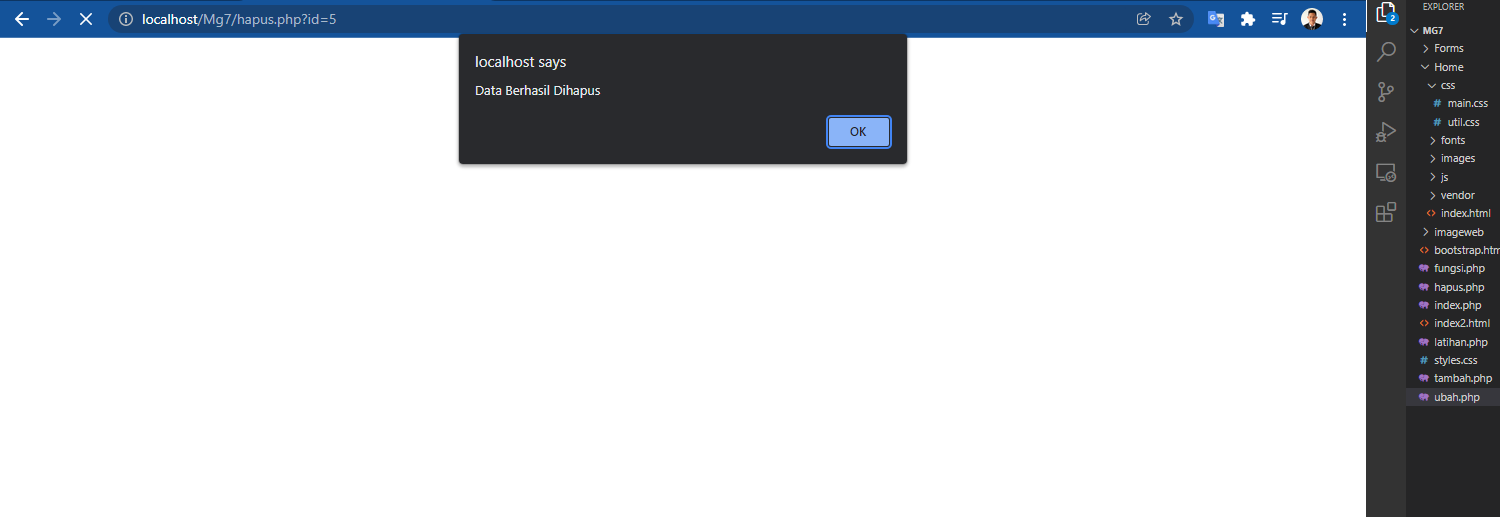 localhost/Mg7/hapus.php?id=5
localhost says
Data Berhasil Dihapus
OK
2
EXPLORER
MG7
Forms
Home
css
# main.css
# util.css
fonts
images
js
vendor
<> index.html
imageweb
<> bootstrap.htm
fungsi.php
hapus.php
index.php
<> index2.html
latihan.php
# styles.css
tambah.php
ubah.php